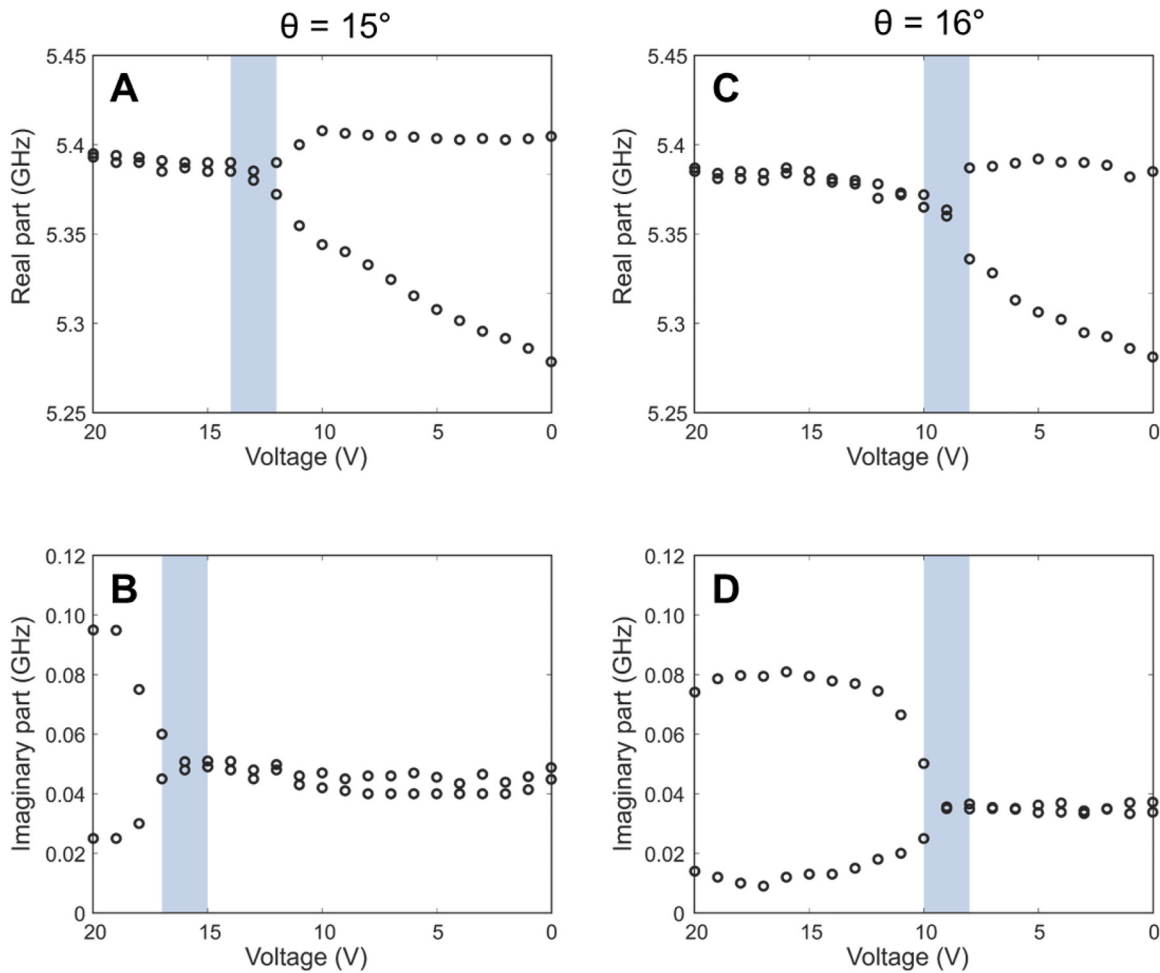 θ = 15°
θ = 16°
A
5.45
5.4
5.35
5.3
5.25
Real part (GHz)
20 15 10 5 0
Voltage (V)
C
5.45
5.4
5.35
5.3
5.25
Real part (GHz)
20 15 10 5 0
Voltage (V)
B
0.12
0.10
0.08
0.06
0.04
0.02
0
Imaginary part (GHz)
20 15 10 5 0
Voltage (V)
D
0.12
0.10
0.08
0.06
0.04
0.02
0
Imaginary part (GHz)
20 15 10 5 0
Voltage (V)